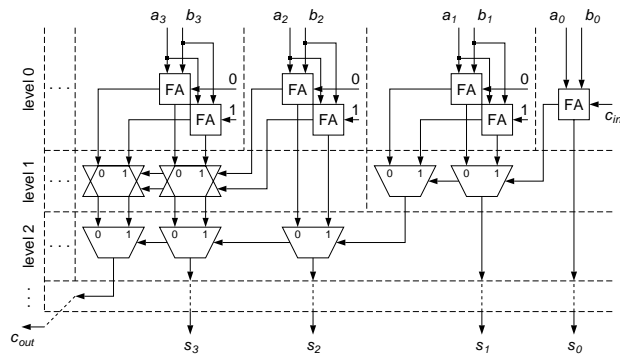 a3 b3 a2 b2 a1 b1 a0 b0
level 0
. . .
FA 0 FA 0 FA 0 FA
FA 1 FA 1 FA 1
cin
level 1
. . .
0 1 0 1 0 1 0 1
level 2
. . .
0 1 0 1 0 1
. . .
cout
s3 s2 s1 s0